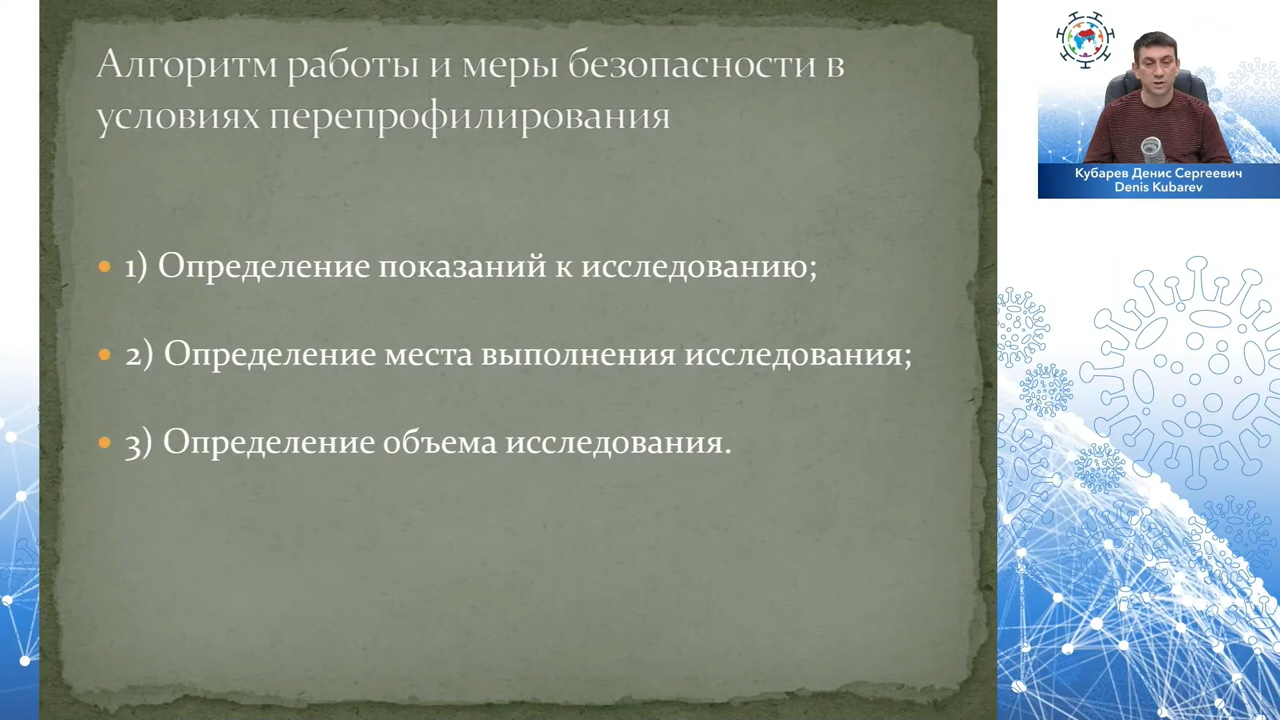 Алгоритм работы и меры безопасности в
условиях перепрофилирования
1) Определение показаний к исследованию;
2) Определение места выполнения исследования;
3) Определение объема исследования.
Кубарев Денис Сергеевич
Denis Kubarev